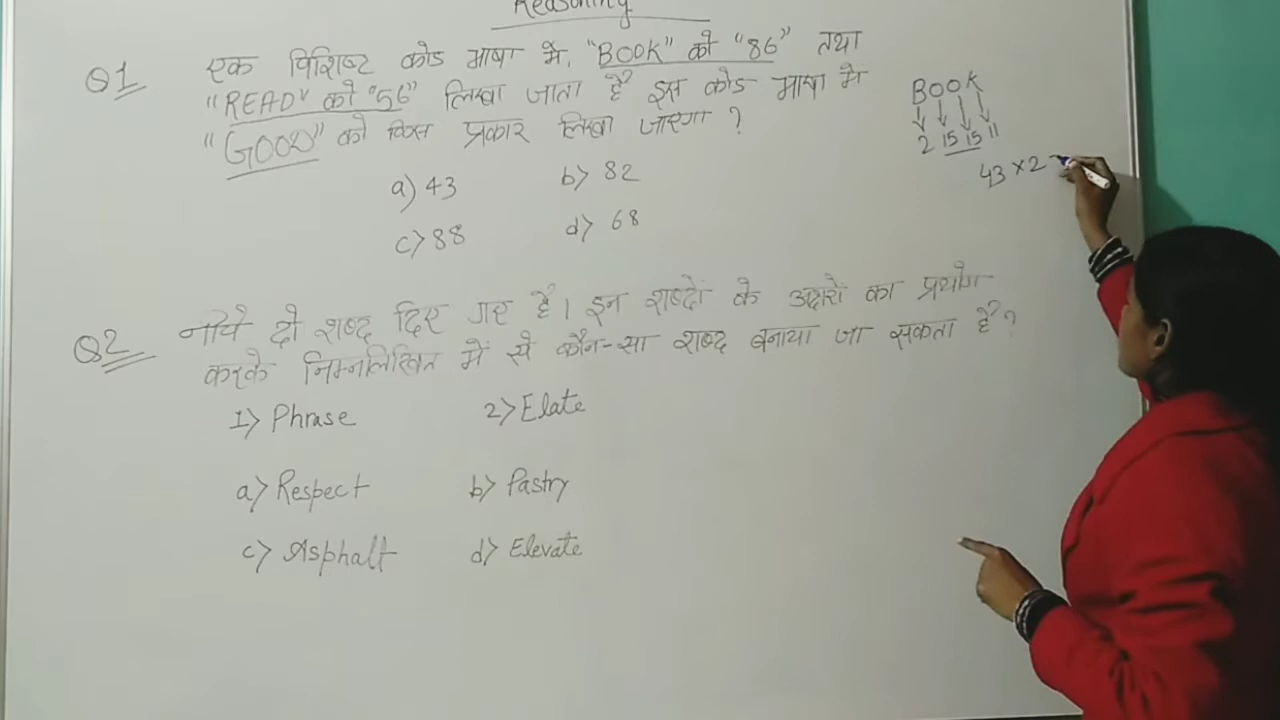 Reasoning
Q1 एक विशिष्ट कोड भाषा में, "BOOK" को "86" तथा
"READ" को "56" लिखा जाता है इस कोड भाषा में
"GOOD" को किस प्रकार लिखा जाएगा ?
a) 43 b) 82
c) 88 d) 68
BOOK
2 15 15 11
43 × 2
Q2 नीचे दो शब्द दिए गए हैं। इन शब्दों के अक्षरों का प्रयोग
करके निम्नलिखित में से कौन-सा शब्द बनाया जा सकता है ?
1) Phrase 2) Elate
a) Respect b) Pastry
c) Asphalt d) Elevate